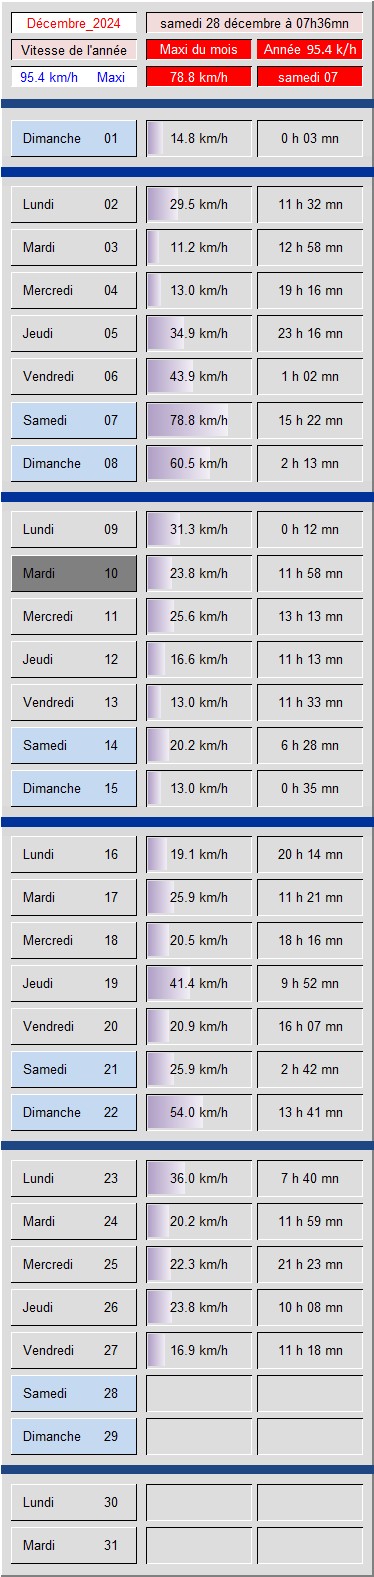 Décembre_2024 samedi 28 décembre à 07h36mn
Vitesse de l'année Maxi du mois Année 95.4 k/h
95.4 km/h Maxi 78.8 km/h samedi 07
Dimanche 01 14.8 km/h 0 h 03 mn
Lundi 02 29.5 km/h 11 h 32 mn
Mardi 03 11.2 km/h 12 h 58 mn
Mercredi 04 13.0 km/h 19 h 16 mn
Jeudi 05 34.9 km/h 23 h 16 mn
Vendredi 06 43.9 km/h 1 h 02 mn
Samedi 07 78.8 km/h 15 h 22 mn
Dimanche 08 60.5 km/h 2 h 13 mn
Lundi 09 31.3 km/h 0 h 12 mn
Mardi 10 23.8 km/h 11 h 58 mn
Mercredi 11 25.6 km/h 13 h 13 mn
Jeudi 12 16.6 km/h 11 h 13 mn
Vendredi 13 13.0 km/h 11 h 33 mn
Samedi 14 20.2 km/h 6 h 28 mn
Dimanche 15 13.0 km/h 0 h 35 mn
Lundi 16 19.1 km/h 20 h 14 mn
Mardi 17 25.9 km/h 11 h 21 mn
Mercredi 18 20.5 km/h 18 h 16 mn
Jeudi 19 41.4 km/h 9 h 52 mn
Vendredi 20 20.9 km/h 16 h 07 mn
Samedi 21 25.9 km/h 2 h 42 mn
Dimanche 22 54.0 km/h 13 h 41 mn
Lundi 23 36.0 km/h 7 h 40 mn
Mardi 24 20.2 km/h 11 h 59 mn
Mercredi 25 22.3 km/h 21 h 23 mn
Jeudi 26 23.8 km/h 10 h 08 mn
Vendredi 27 16.9 km/h 11 h 18 mn
Samedi 28
Dimanche 29
Lundi 30
Mardi 31